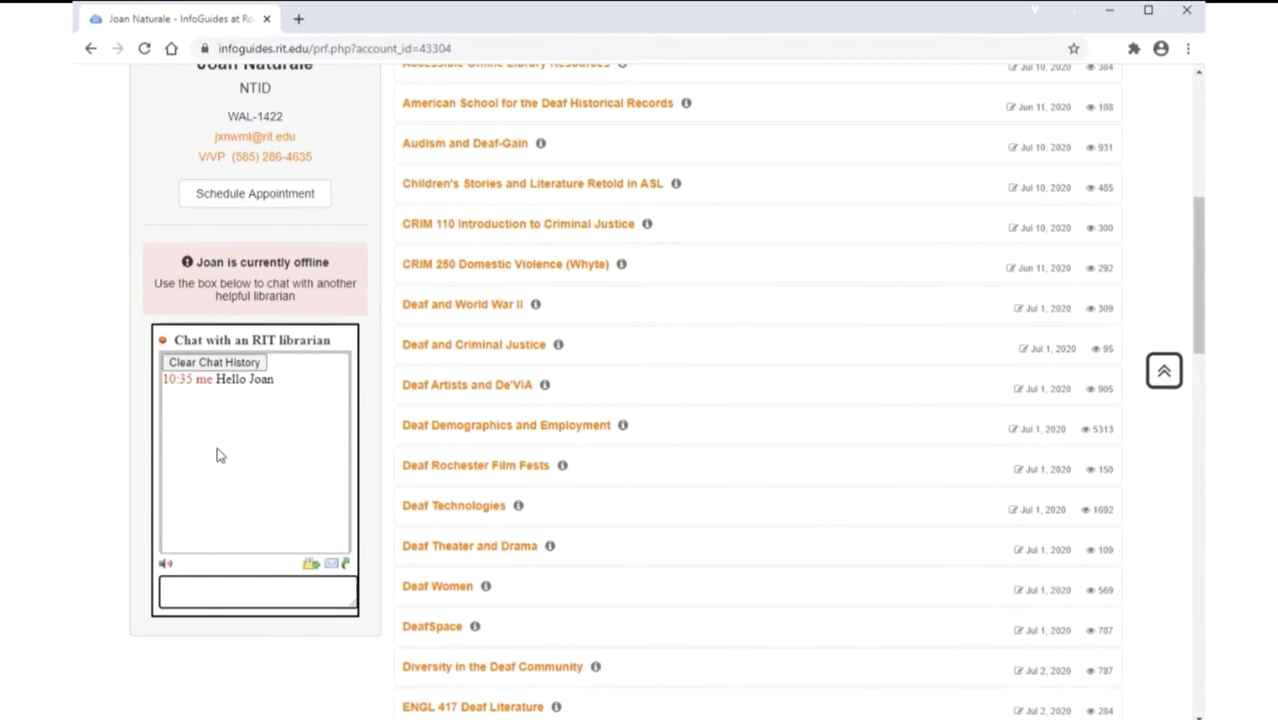 Joan Naturale - InfoGuides at Ro
infoguides.rit.edu/prf.php?account_id=43304
Joan Naturale
NTID
WAL-1422
jxnwml@rit.edu
V/VP: (585) 286-4635
Schedule Appointment
Joan is currently offline
Use the box below to chat with another
helpful librarian
Chat with an RIT librarian
Clear Chat History
10:35 me Hello Joan
Accessible Online Library Resources Jul 10, 2020 384
American School for the Deaf Historical Records Jun 11, 2020 108
Audism and Deaf-Gain Jul 10, 2020 931
Children's Stories and Literature Retold in ASL Jul 10, 2020 485
CRIM 110 Introduction to Criminal Justice Jul 10, 2020 300
CRIM 250 Domestic Violence (Whyte) Jun 11, 2020 292
Deaf and World War II Jul 1, 2020 309
Deaf and Criminal Justice Jul 1, 2020 95
Deaf Artists and De'VIA Jul 1, 2020 905
Deaf Demographics and Employment Jul 1, 2020 5313
Deaf Rochester Film Fests Jul 1, 2020 150
Deaf Technologies Jul 1, 2020 1692
Deaf Theater and Drama Jul 1, 2020 109
Deaf Women Jul 1, 2020 569
DeafSpace Jul 1, 2020 787
Diversity in the Deaf Community Jul 2, 2020 787
ENGL 417 Deaf Literature Jul 2, 2020 284